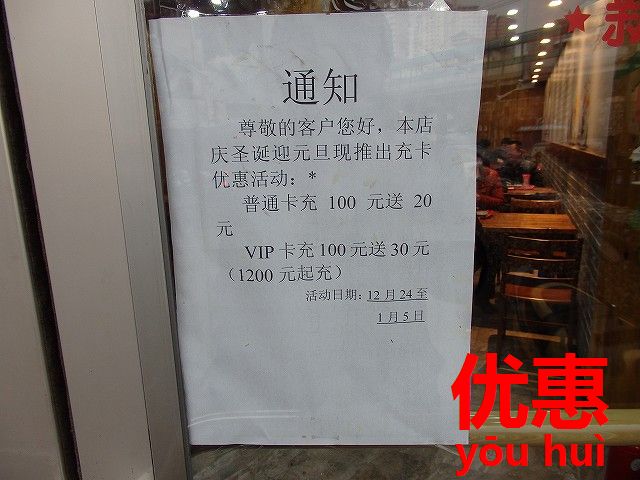 通知
尊敬的客户您好，本店
庆圣诞迎元旦现推出充卡
优惠活动：*
普通卡充 100 元送 20
元
VIP 卡充 100 元送 30 元
（1200 元起充）
活动日期：12 月 24 至
1 月 5 日
优惠
yōu huì